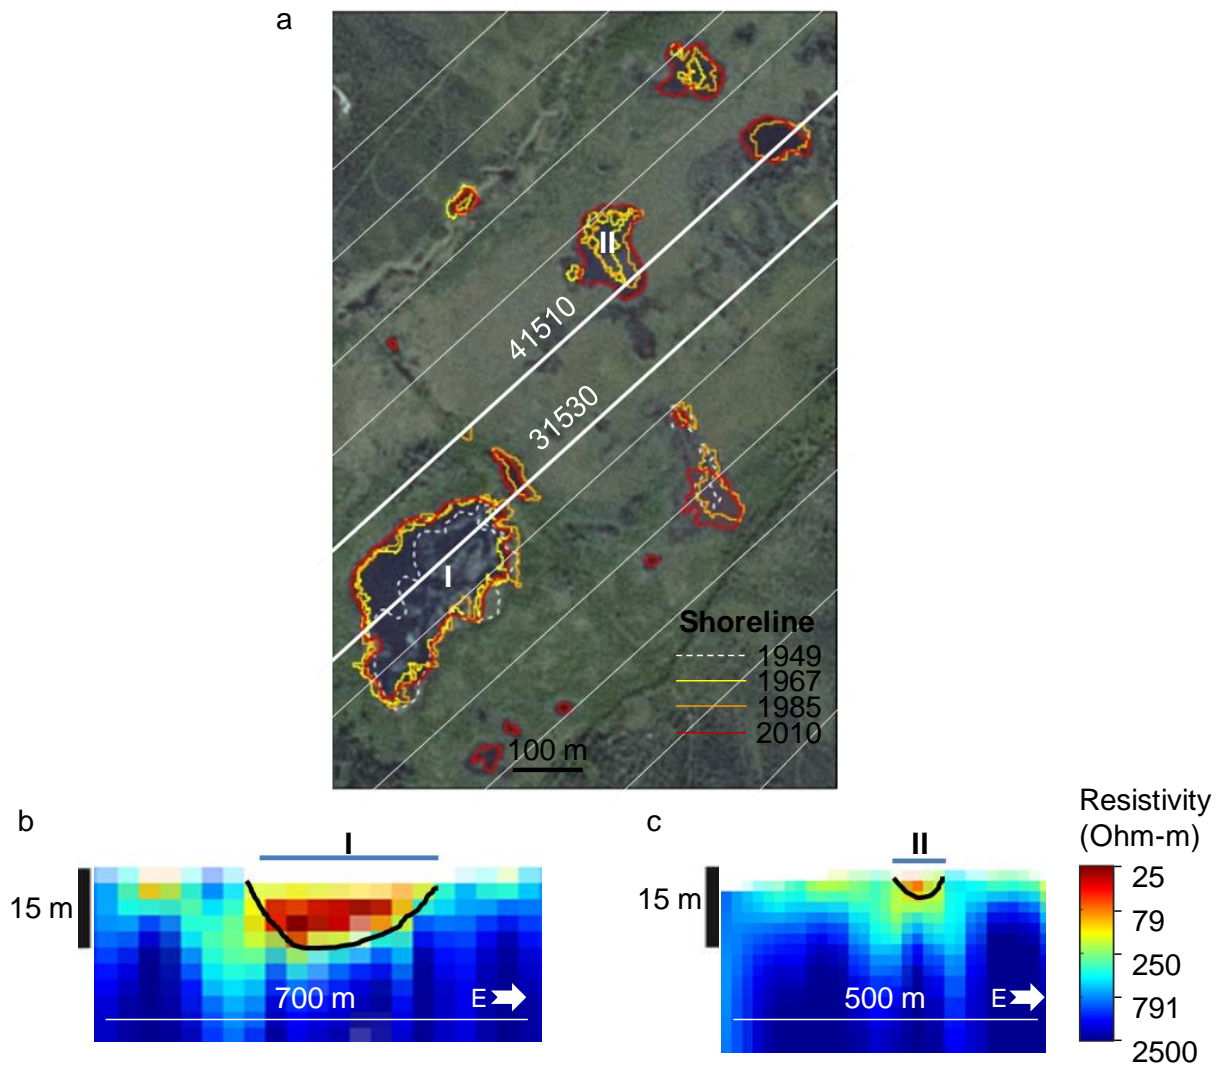 a
II
41510
31530
I
Shoreline
1949
1967
1985
2010
100 m
b
I
15 m
700 m
E
c
II
15 m
500 m
E
Resistivity
(Ohm-m)
25
79
250
791
2500